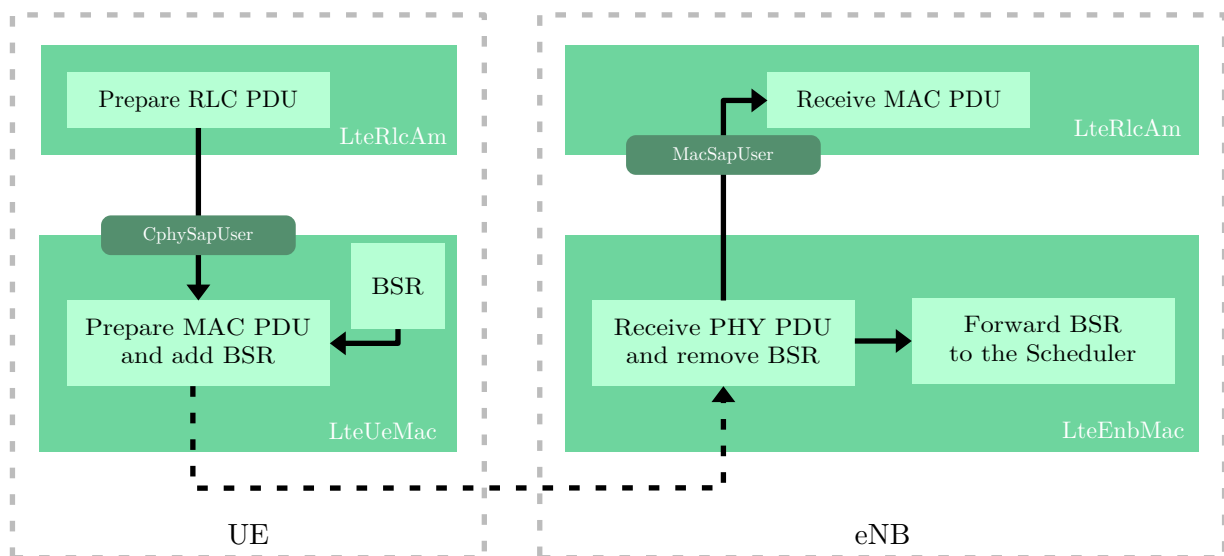 Prepare RLC PDU
LteRlcAm
CphySapUser
BSR
Prepare MAC PDU
and add BSR
LteUeMac
UE
Receive MAC PDU
LteRlcAm
MacSapUser
Receive PHY PDU
and remove BSR
Forward BSR
to the Scheduler
LteEnbMac
eNB